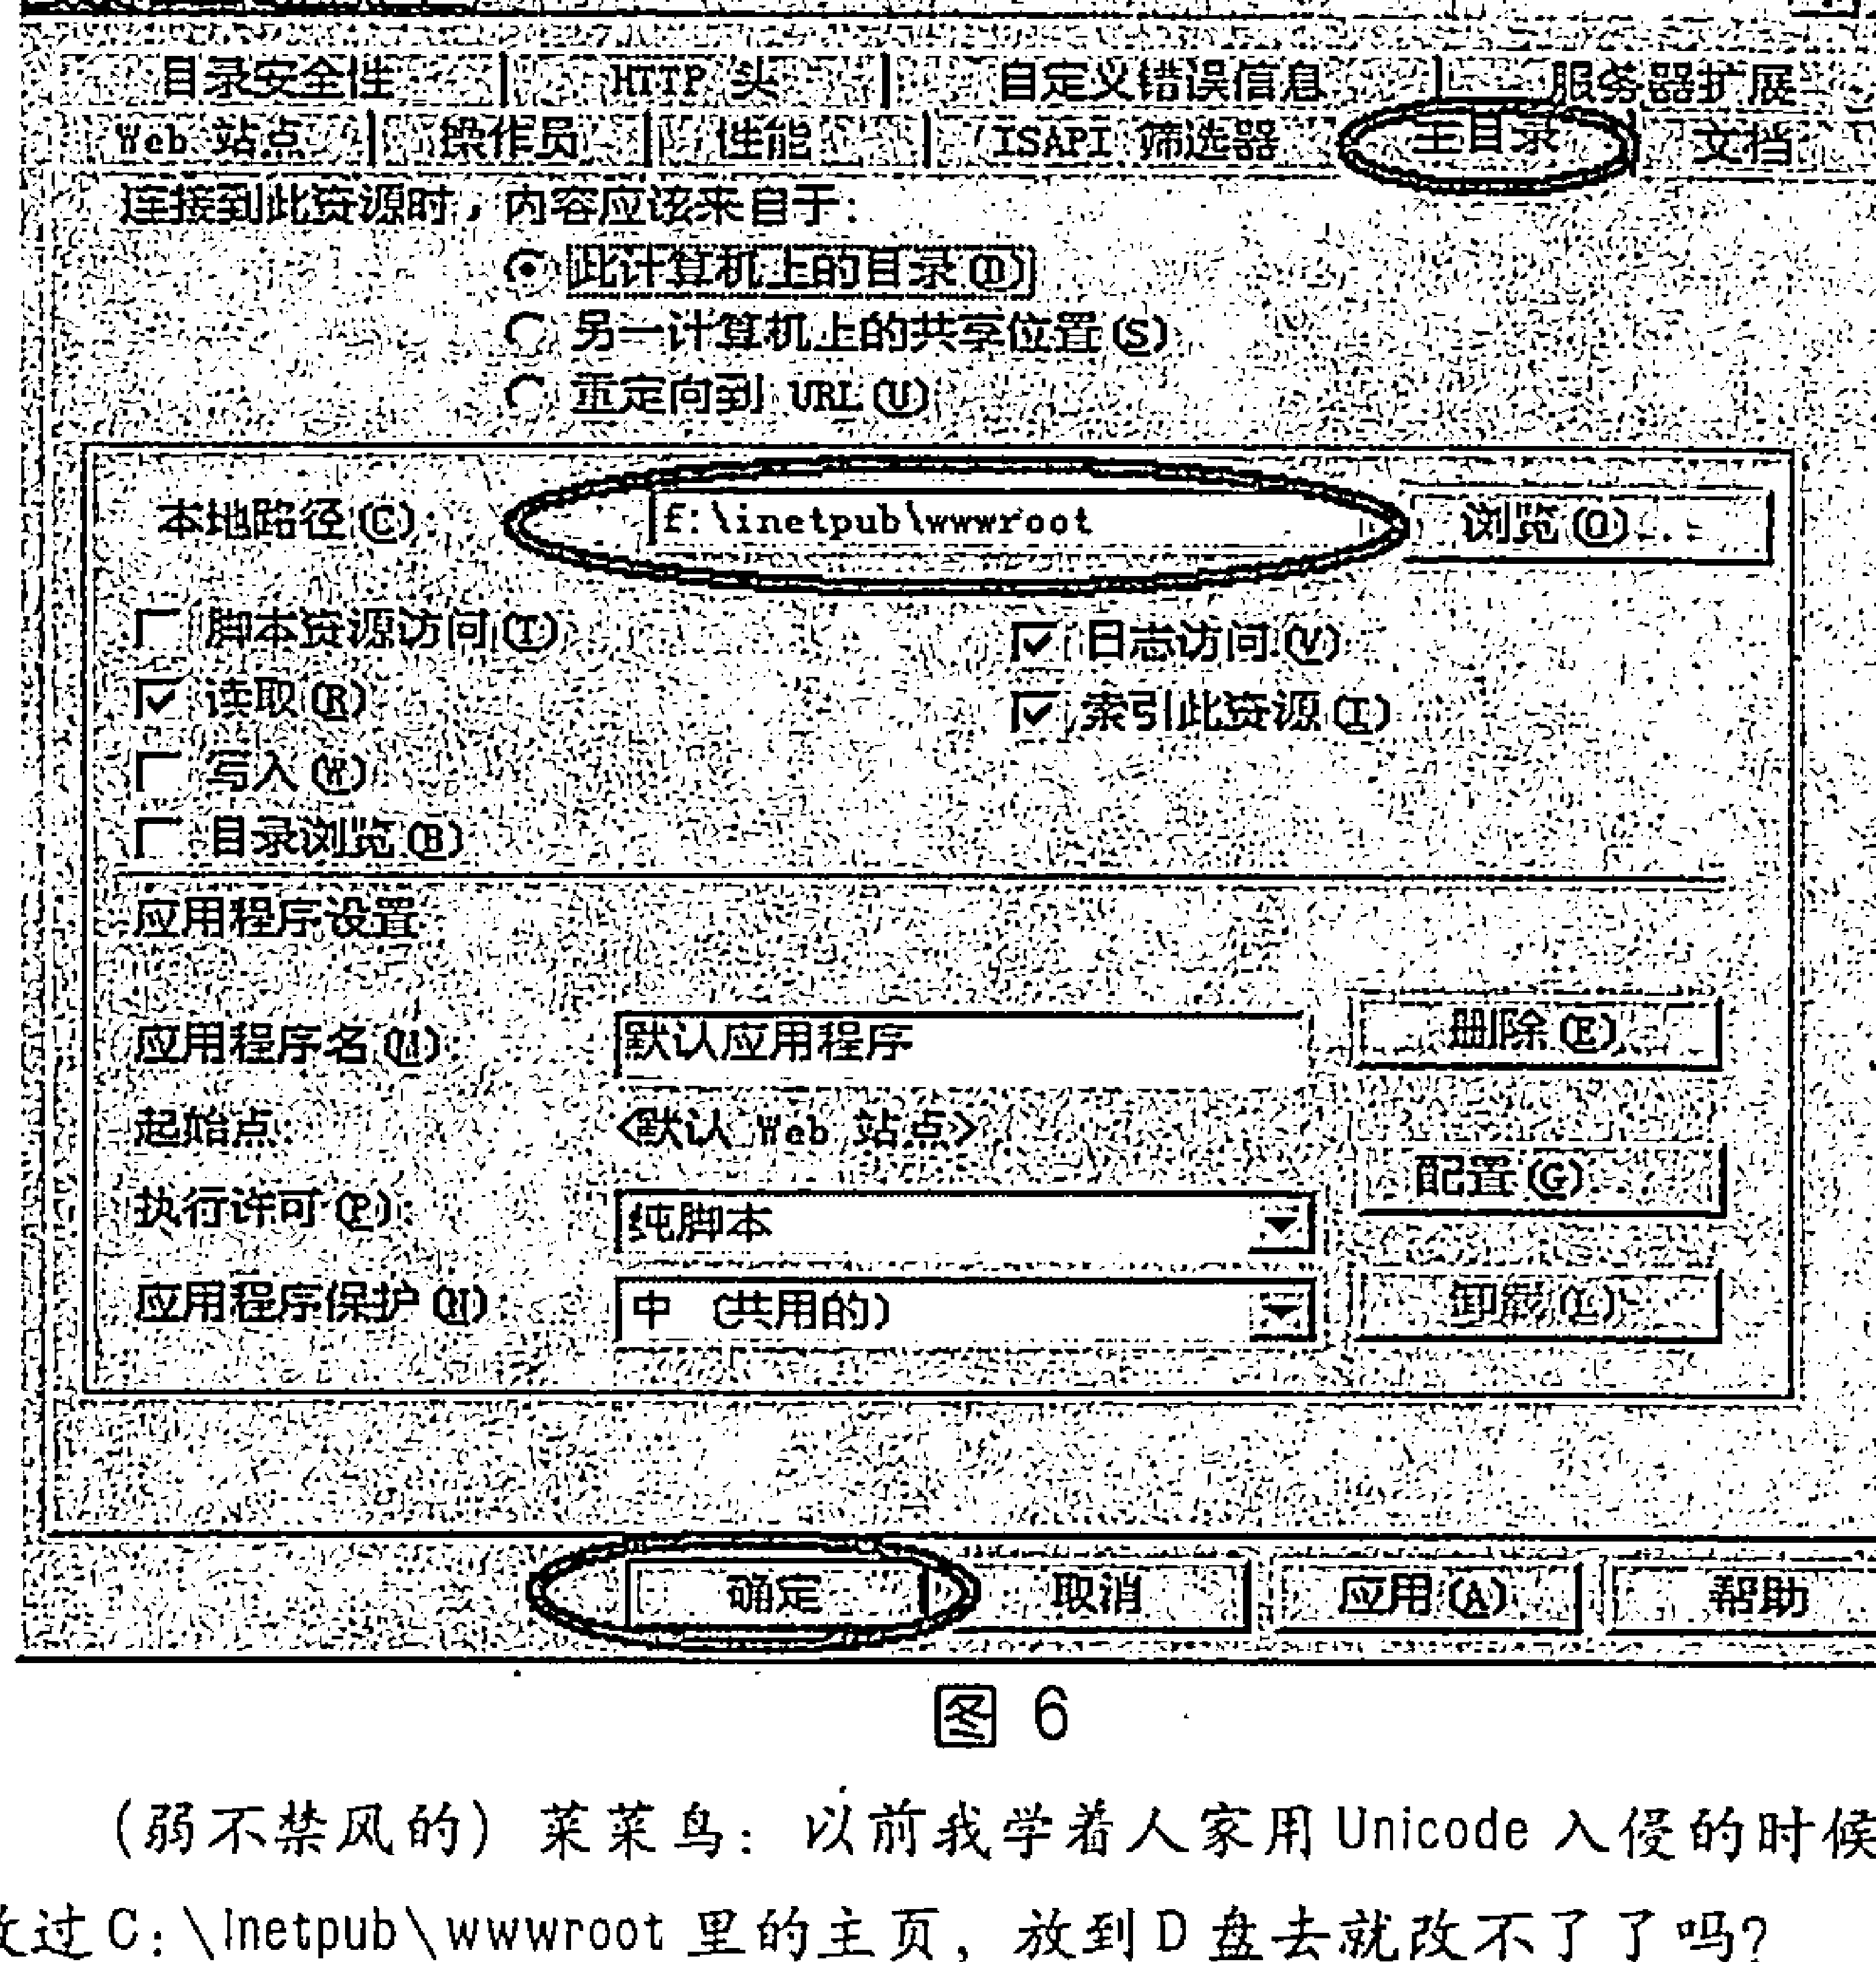 目录安全性 HTTP 头 自定义错误信息 服务器扩展
Web 站点 操作员 性能 ISAPI 筛选器 主目录 文档
连接到此资源时，内容应该来自于:
此计算机上的目录(D)
另一计算机上的共享位置(S)
重定向到 URL(U)
本地路径(C): E:\inetpub\wwwroot 浏览(O)...
脚本资源访问(T) 日志访问(V)
读取(R) 索引此资源(I)
写入(W)
目录浏览(B)
应用程序设置
应用程序名(M): 默认应用程序 删除(E)
起始点: <默认 Web 站点>
执行许可(P): 纯脚本 配置(G)...
应用程序保护(N): 中 (共用的) 卸载(L)
确定 取消 应用(A) 帮助
图 6
(弱不禁风的) 菜菜鸟: 以前我学着人家用 Unicode 入侵的时候
过 C:\Inetpub\wwwroot 里的主页, 放到 D 盘去就改不了了吗?